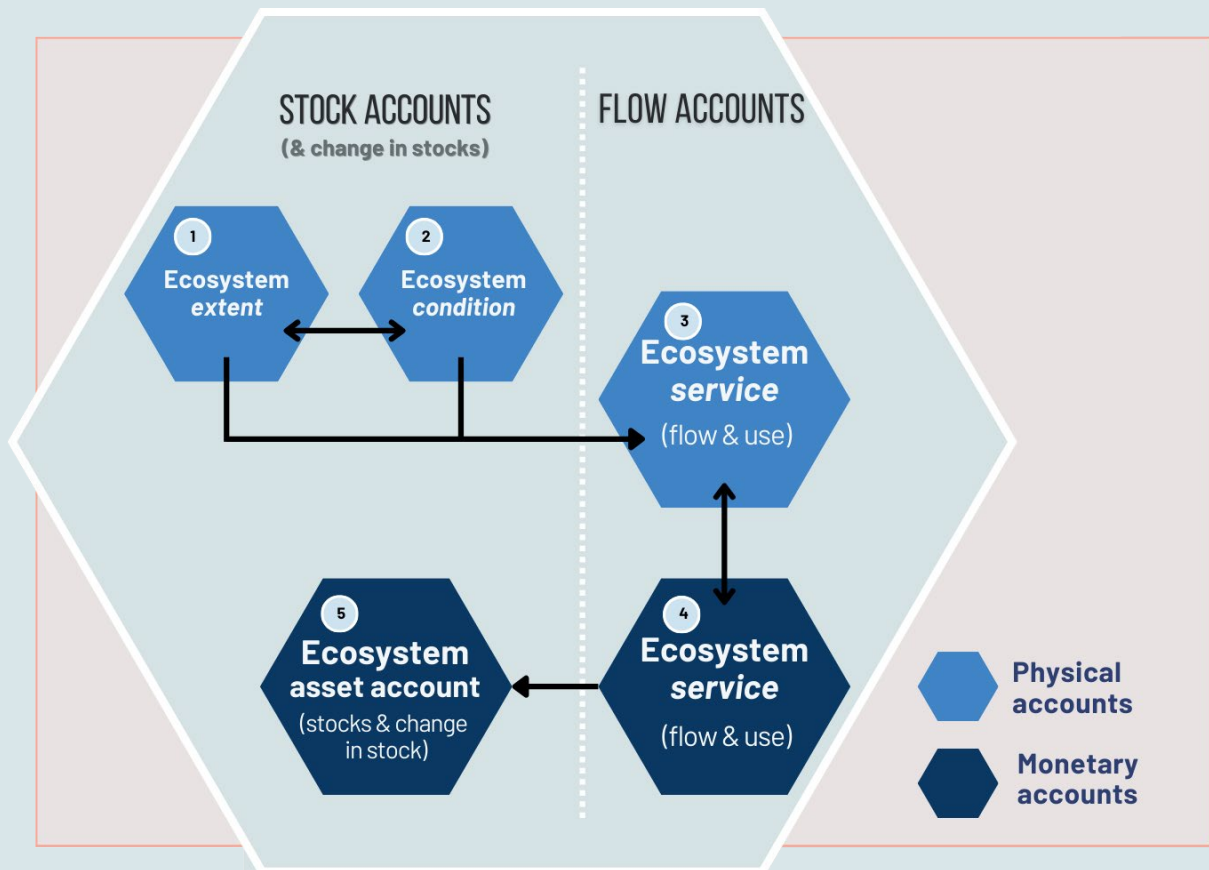 STOCK ACCOUNTS
(& change in stocks)
FLOW ACCOUNTS
1
Ecosystem
extent
2
Ecosystem
condition
3
Ecosystem
service
(flow & use)
5
Ecosystem
asset account
(stocks & change
in stock)
4
Ecosystem
service
(flow & use)
Physical
accounts
Monetary
accounts